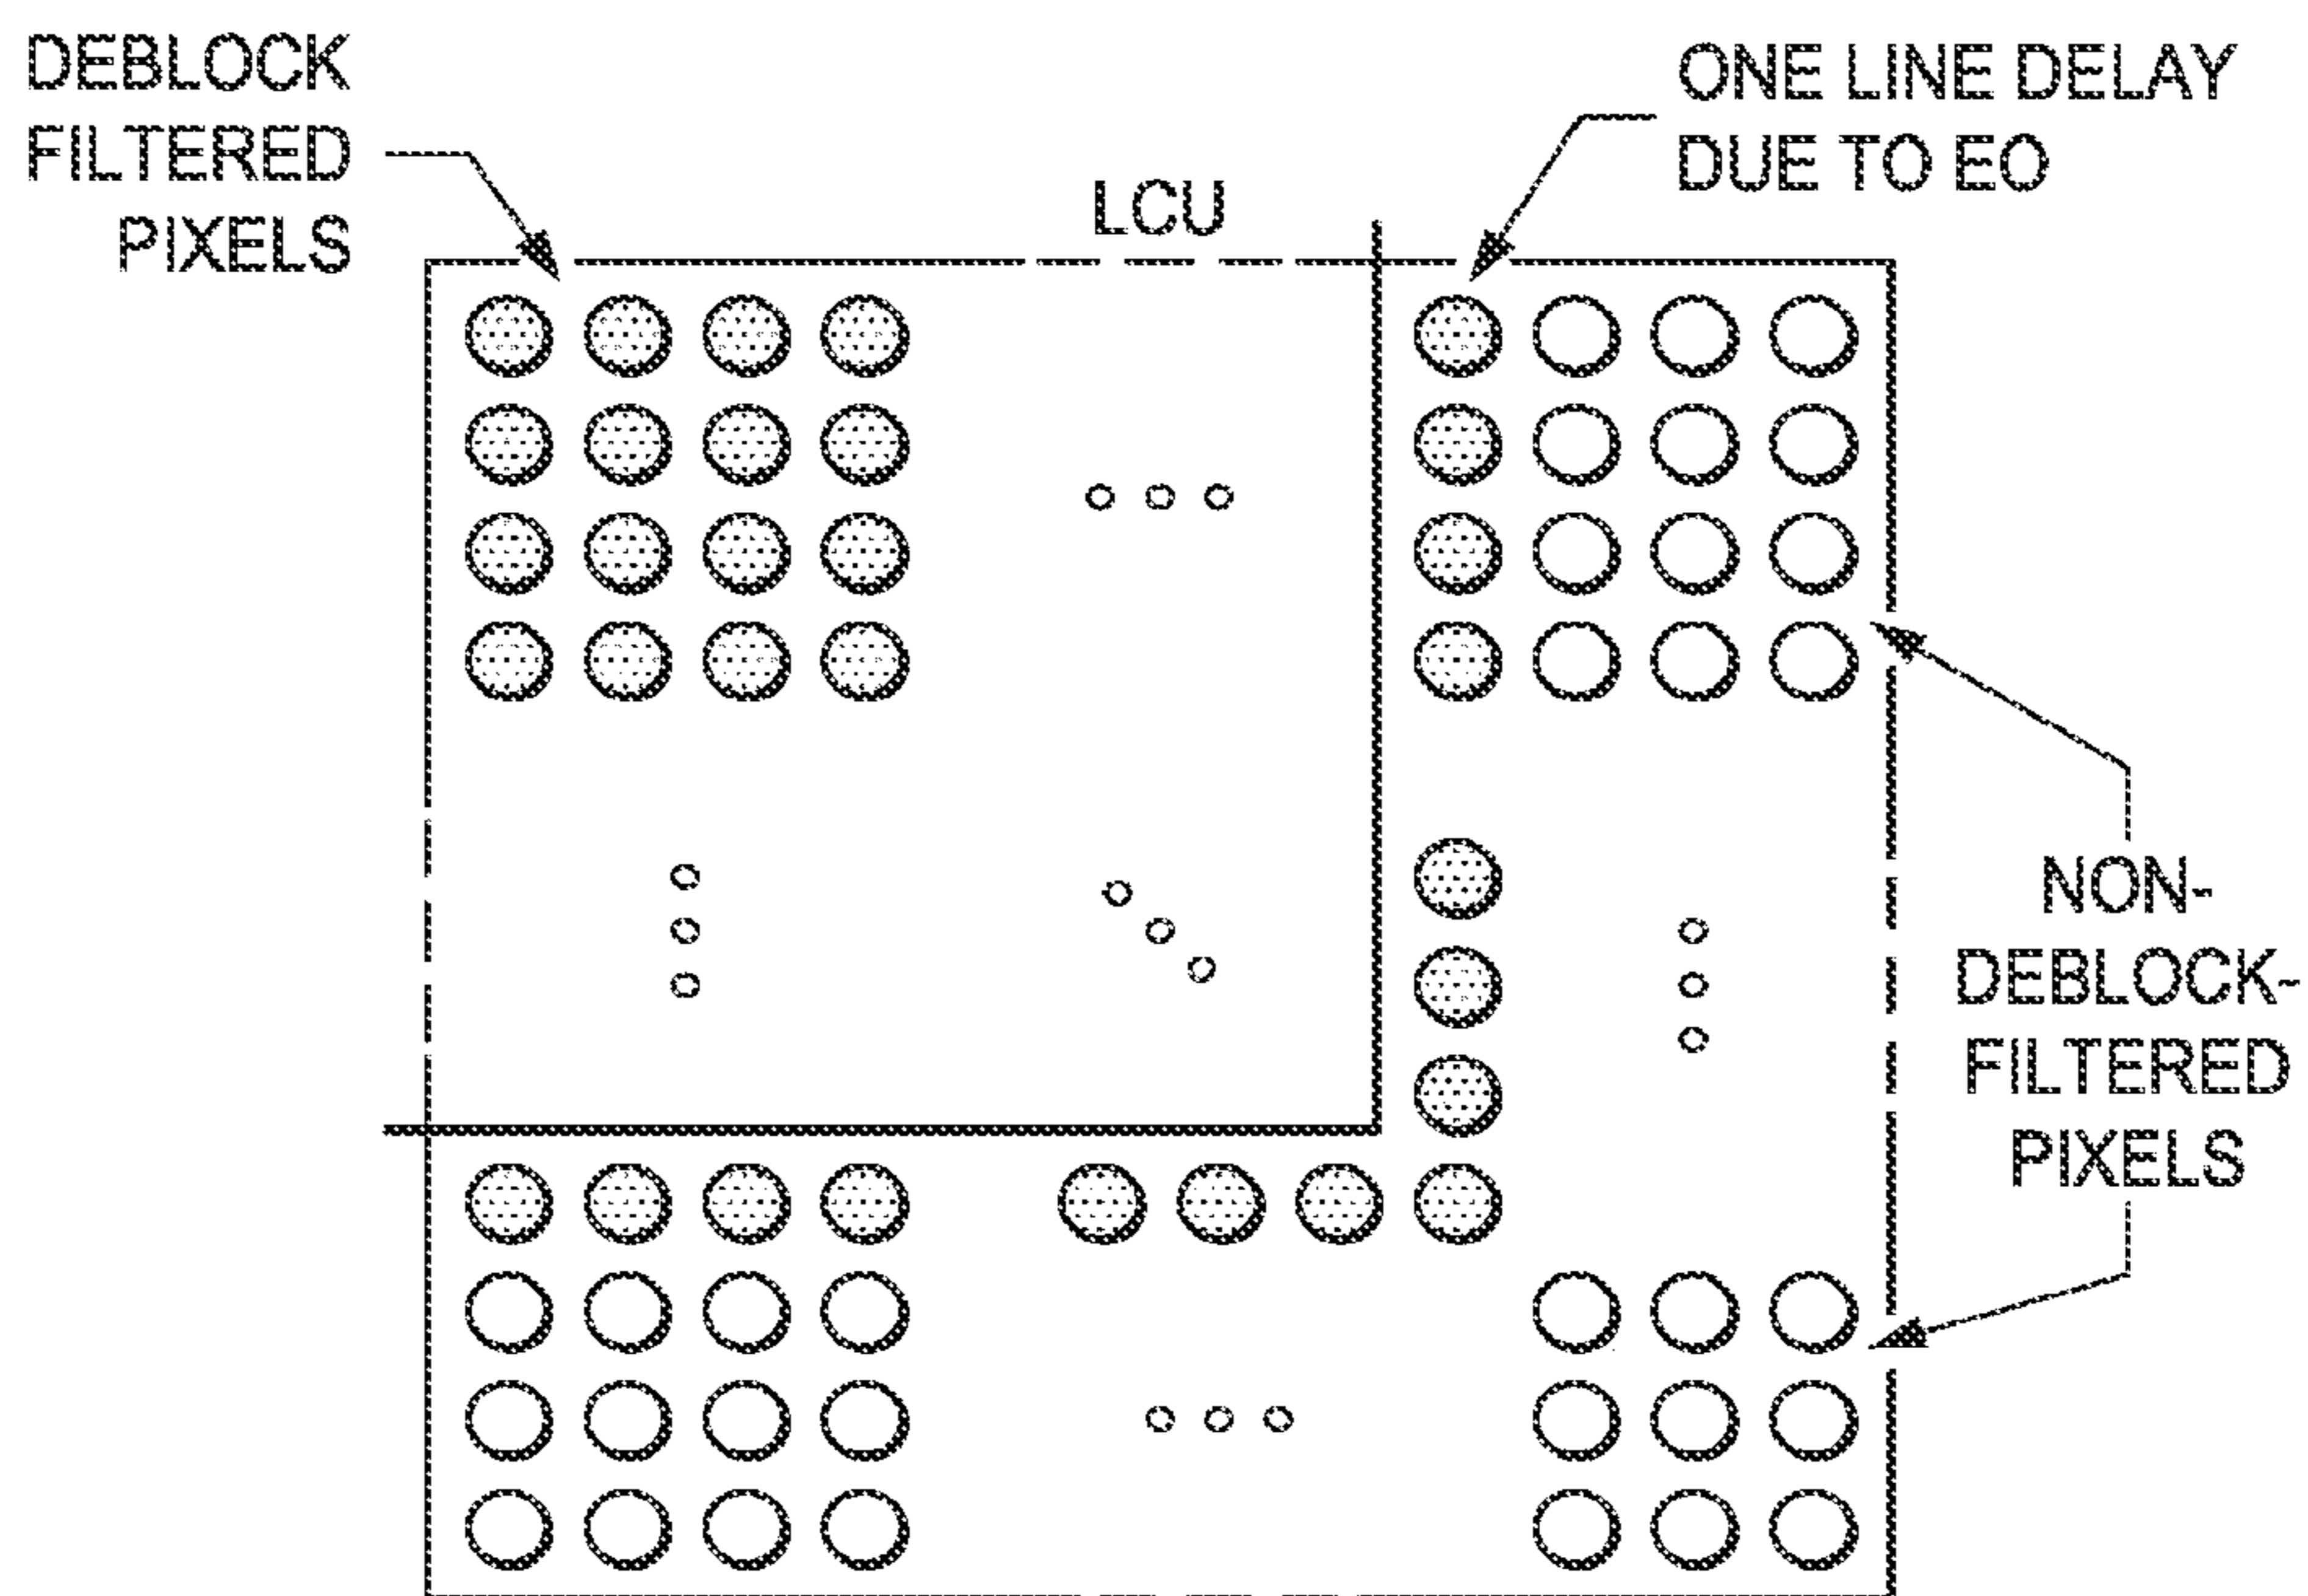 DEBLOCK
FILTERED
PIXELS
ONE LINE DELAY
DUE TO EO
LCU
NON-
DEBLOCK-
FILTERED
PIXELS